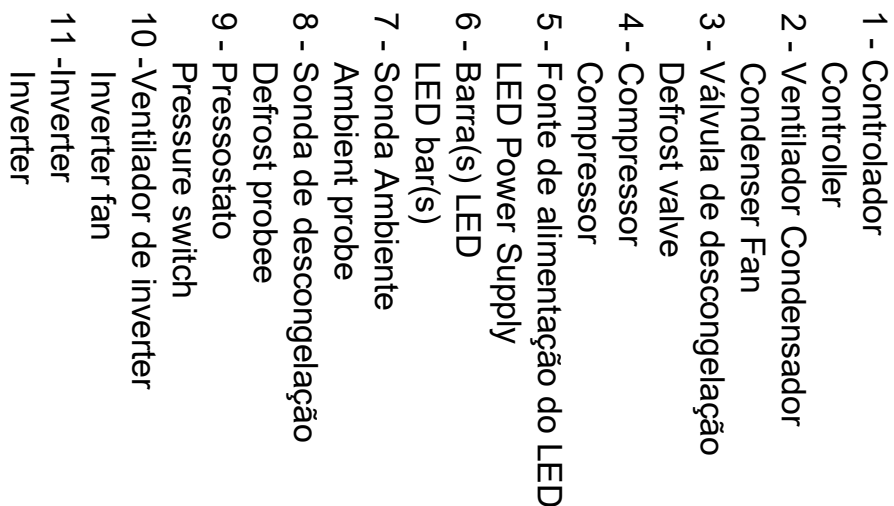 1 - Controlador
Controller
2 - Ventilador Condensador
Condenser Fan
3 - Válvula de descongelação
Defrost valve
4 - Compressor
Compressor
5 - Fonte de alimentação do LED
LED Power Supply
6 - Barra(s) LED
LED bar(s)
7 - Sonda Ambiente
Ambient probe
8 - Sonda de descongelação
Defrost probee
9 - Pressostato
Pressure switch
10 -Ventilador de inverter
Inverter fan
11 -Inverter
Inverter